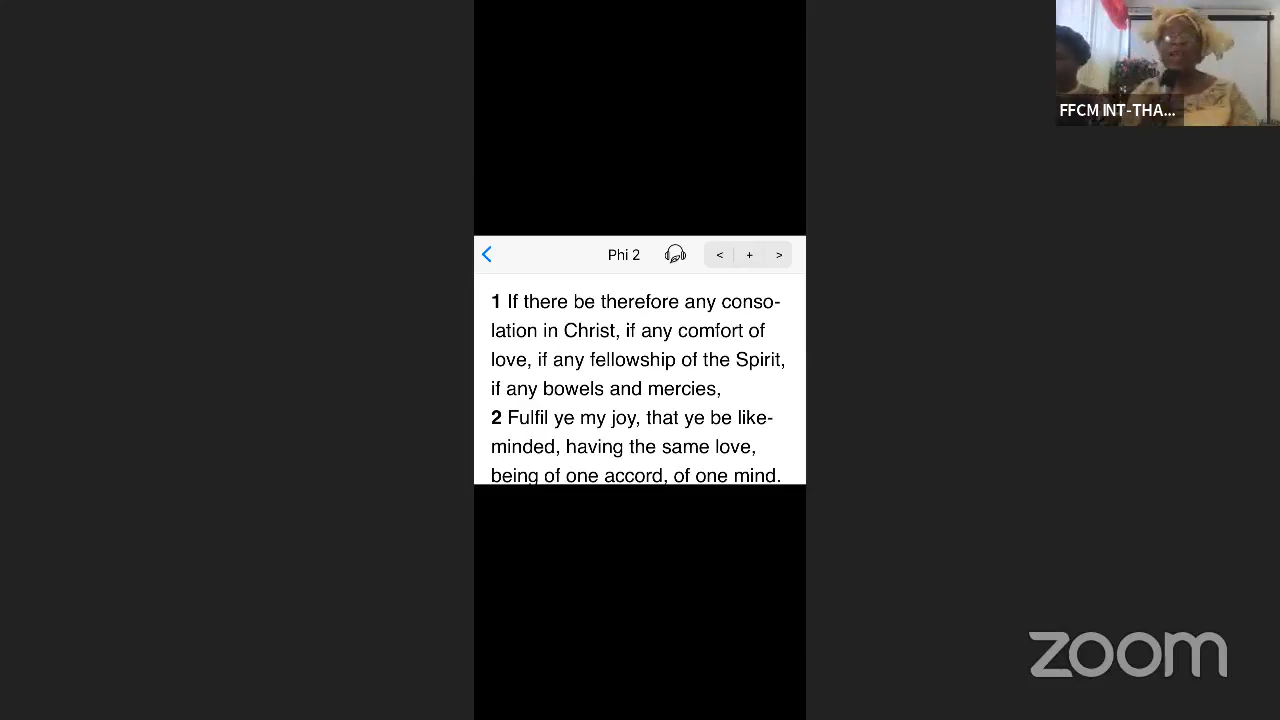 FFCM INT-THA...
Phi 2
< + >
1 If there be therefore any conso-
lation in Christ, if any comfort of
love, if any fellowship of the Spirit,
if any bowels and mercies,
2 Fulfil ye my joy, that ye be like-
minded, having the same love,
being of one accord, of one mind.
zoom